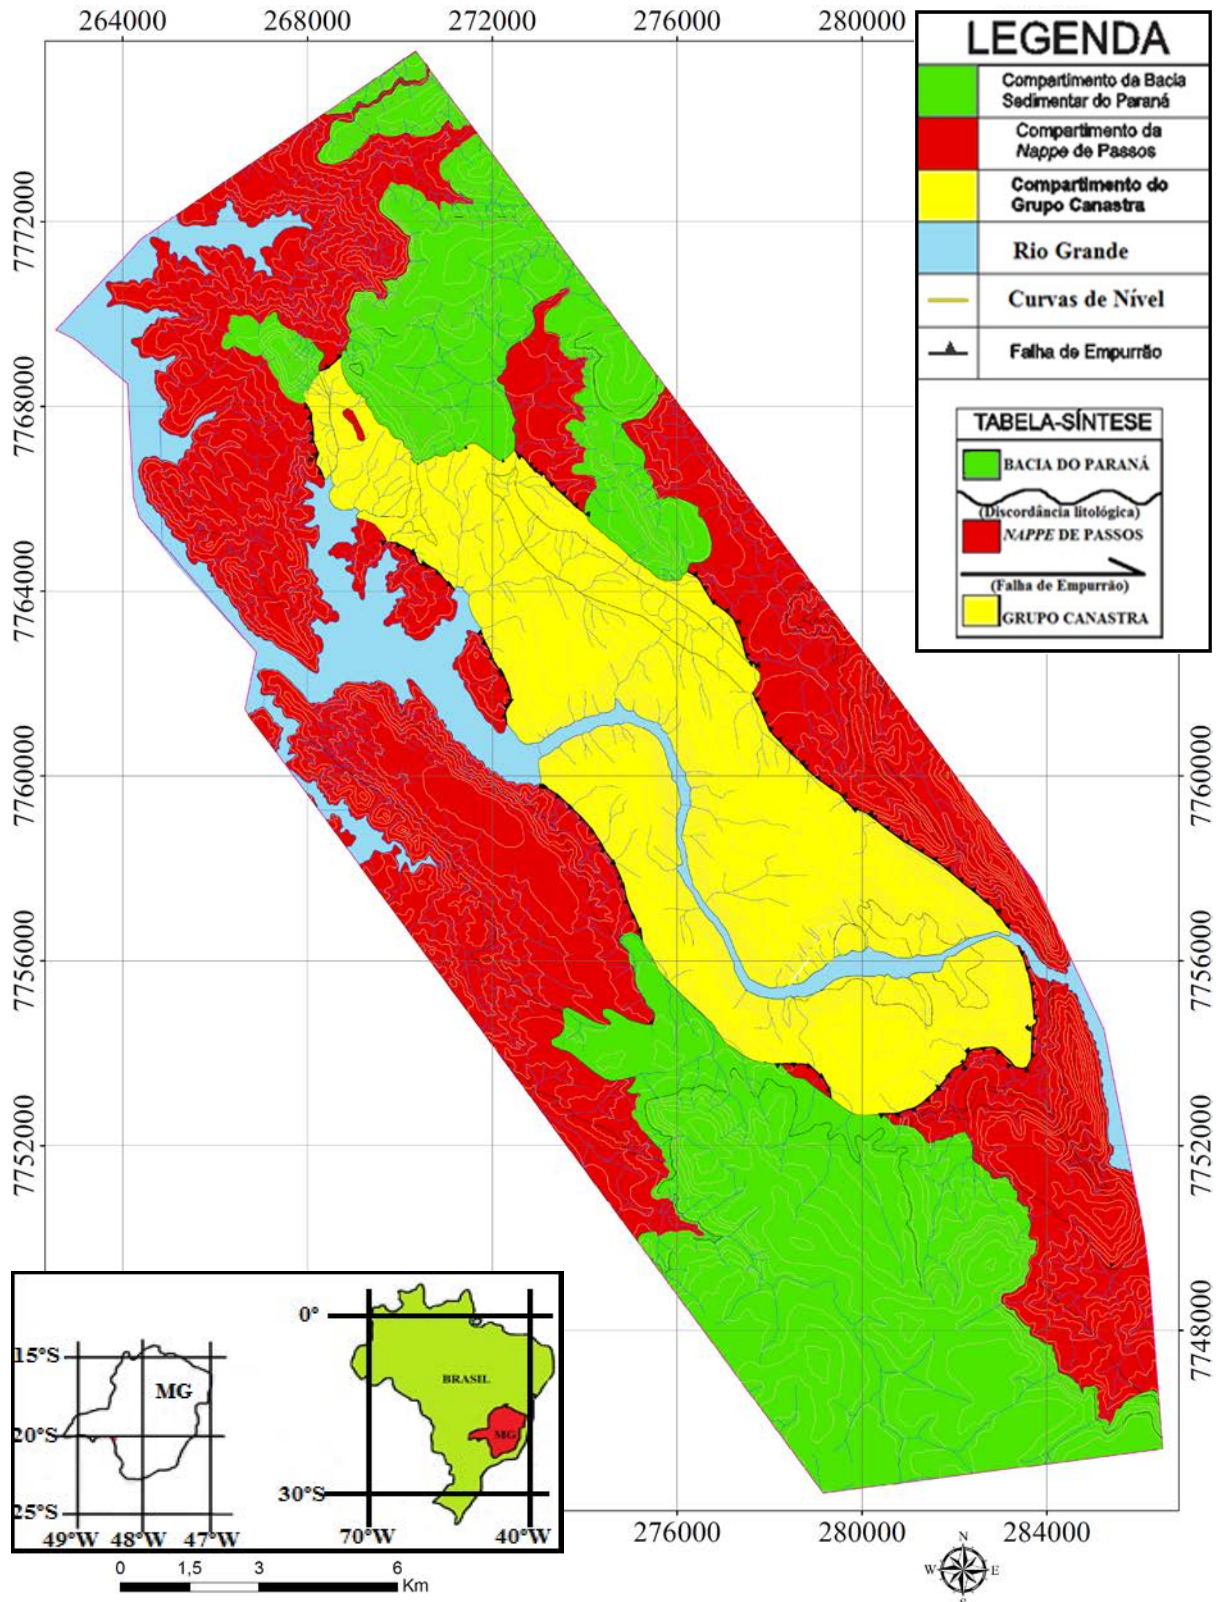 264000 268000 272000 276000 280000
LEGENDA
Compartimento da Bacia
Sedimentar do Paraná
Compartimento da
Nappe de Passos
Compartimento do
Grupo Canastra
Rio Grande
Curvas de Nível
Falha de Empurrão
TABELA-SÍNTESE
BACIA DO PARANÁ
(Discordância litológica)
NAPPE DE PASSOS
(Falha de Empurrão)
GRUPO CANASTRA
7772000
7768000
7764000
7760000
7756000
7752000
7760000
7756000
7752000
7748000
15°S
20°S
25°S
49°W 48°W 47°W
MG
0°
30°S
70°W 40°W
BRASIL
MG
276000 280000 284000
0 1,5 3 6
Km
N
W E
S